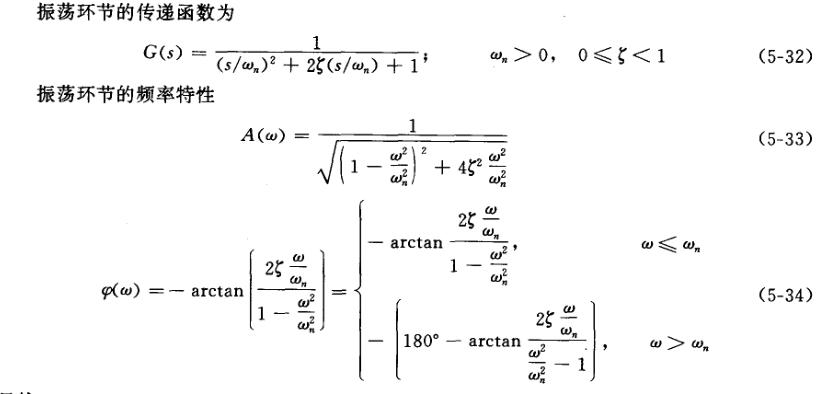 振荡环节的传递函数为
G(s) = 1/((s/ωₙ)² + 2ζ(s/ωₙ) + 1); ωₙ > 0, 0 ≤ ζ < 1 (5-32)
振荡环节的频率特性
A(ω) = 1/√((1 − ω²/ωₙ²)² + 4ζ² ω²/ωₙ²) (5-33)
φ(ω) = − arctan[2ζ(ω/ωₙ)/(1 − ω²/ωₙ²)] = { − arctan 2ζ(ω/ωₙ)/(1 − ω²/ωₙ²), ω ≤ ωₙ
− [180° − arctan 2ζ(ω/ωₙ)/(ω²/ωₙ² − 1)], ω > ωₙ (5-34)